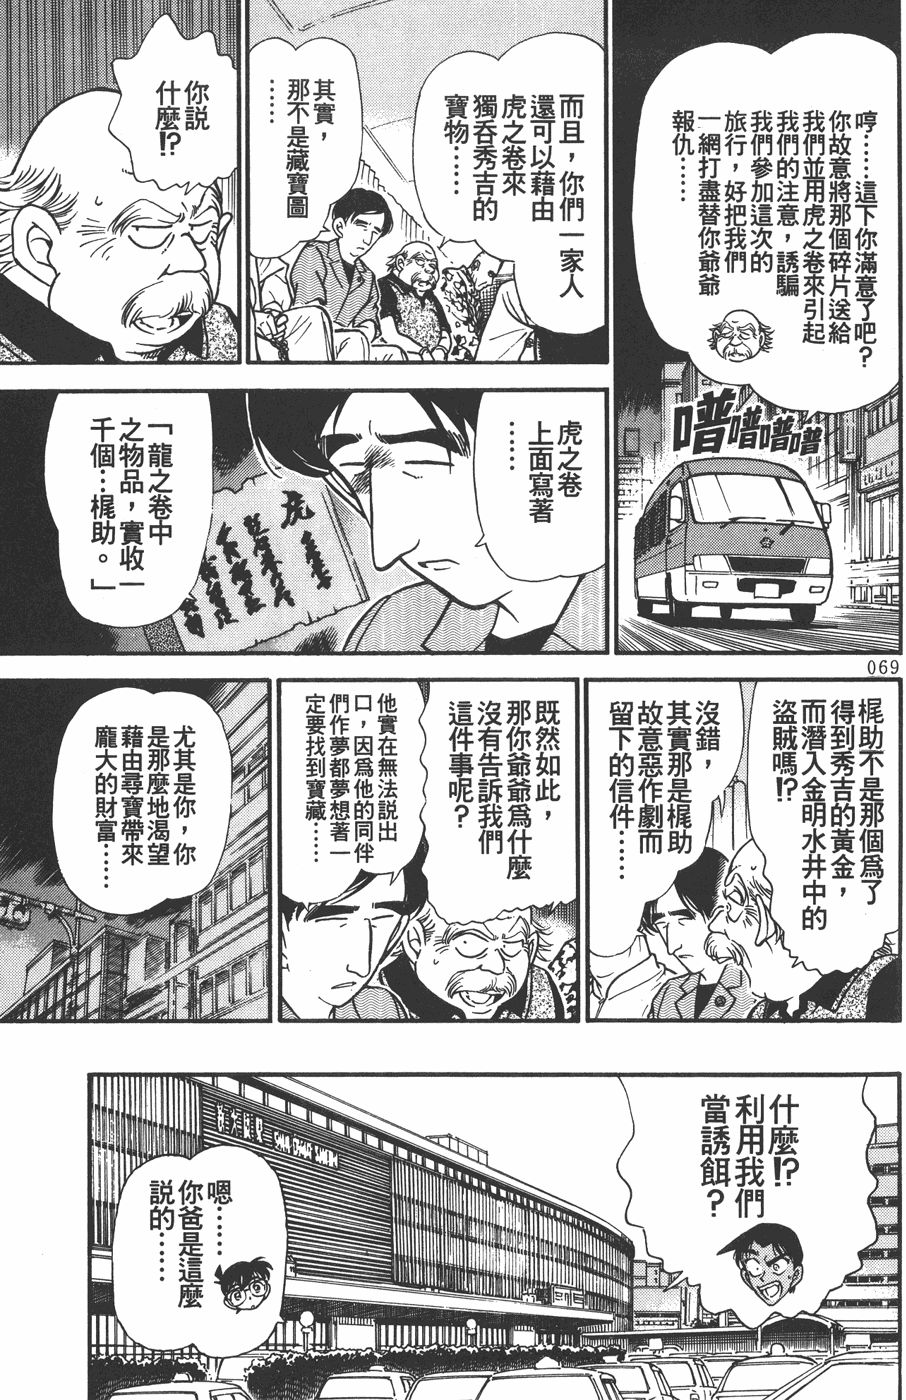 哼……這下你滿意了吧？
你故意將那個碎片送給
我們並用虎之卷來引起
我們的注意，誘騙
我們參加這次的
旅行，好把我們
一網打盡替你爺爺
報仇……
噜噜噜噜
而且，你們一家人
還可以藉由
虎之卷來
獨吞秀吉的
寶物…
其實，
那不是藏寶圖
……
你說
什麼!?
虎之卷
上面寫著
……
「龍之卷中
之物品，實收一
千個…梶助。」
069
梶助不是那個為了
得到秀吉的黃金，
而潛入金明水井中的
盜賊嗎!?
沒錯，
其實那是梶助
故意惡作劇而
留下的信件…
既然如此，
那你爺爺為什麼
沒有告訴我們
這件事呢？
他實在無法說出
口，因為他的同伴
們作夢都夢想著一
定要找到寶藏……
尤其是你，你
是那麼地渴望
藉由尋寶帶來
龐大的財富……
什麼!?
利用我們
當誘餌？
嗯……
你爸是這麼
說的……